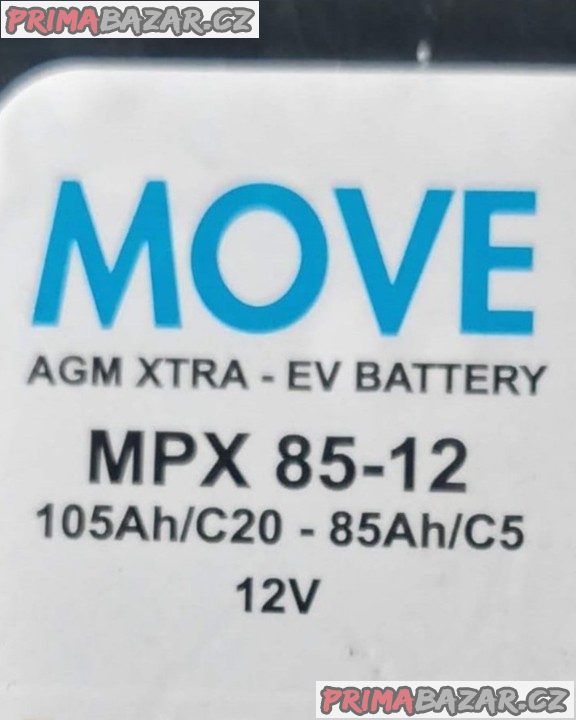 PRIMABAZAR.CZ
MOVE
AGM XTRA - EV BATTERY
MPX 85-12
105Ah/C20 - 85Ah/C5
12V
PRIMABAZAR.CZ